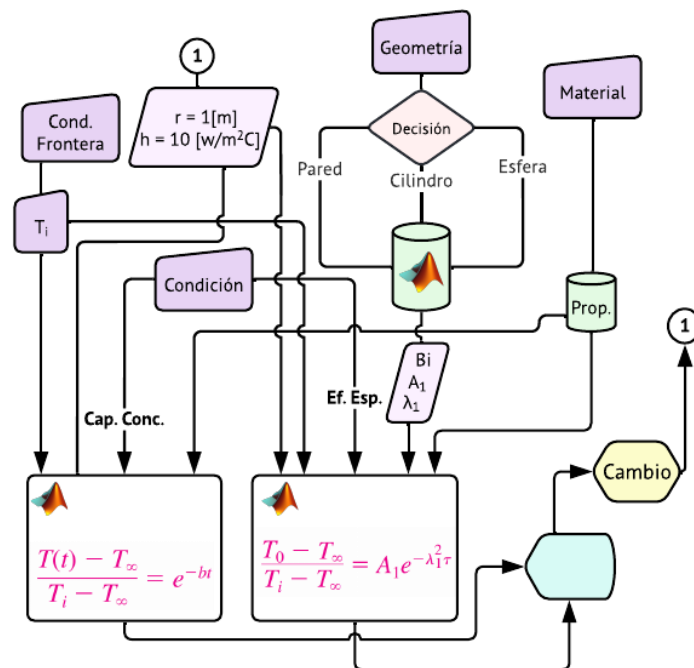 1
Geometría
Material
r = 1[m]
h = 10 [w/m²C]
Cond.
Frontera
Decisión
Pared
Cilindro
Esfera
Tᵢ
Condición
Prop.
1
Bi
A₁
λ₁
Ef. Esp.
Cap. Conc.
Cambio
(T(t) − T∞)/(Tᵢ − T∞) = e^(−bt)
(T₀ − T∞)/(Tᵢ − T∞) = A₁e^(−λ₁²τ)